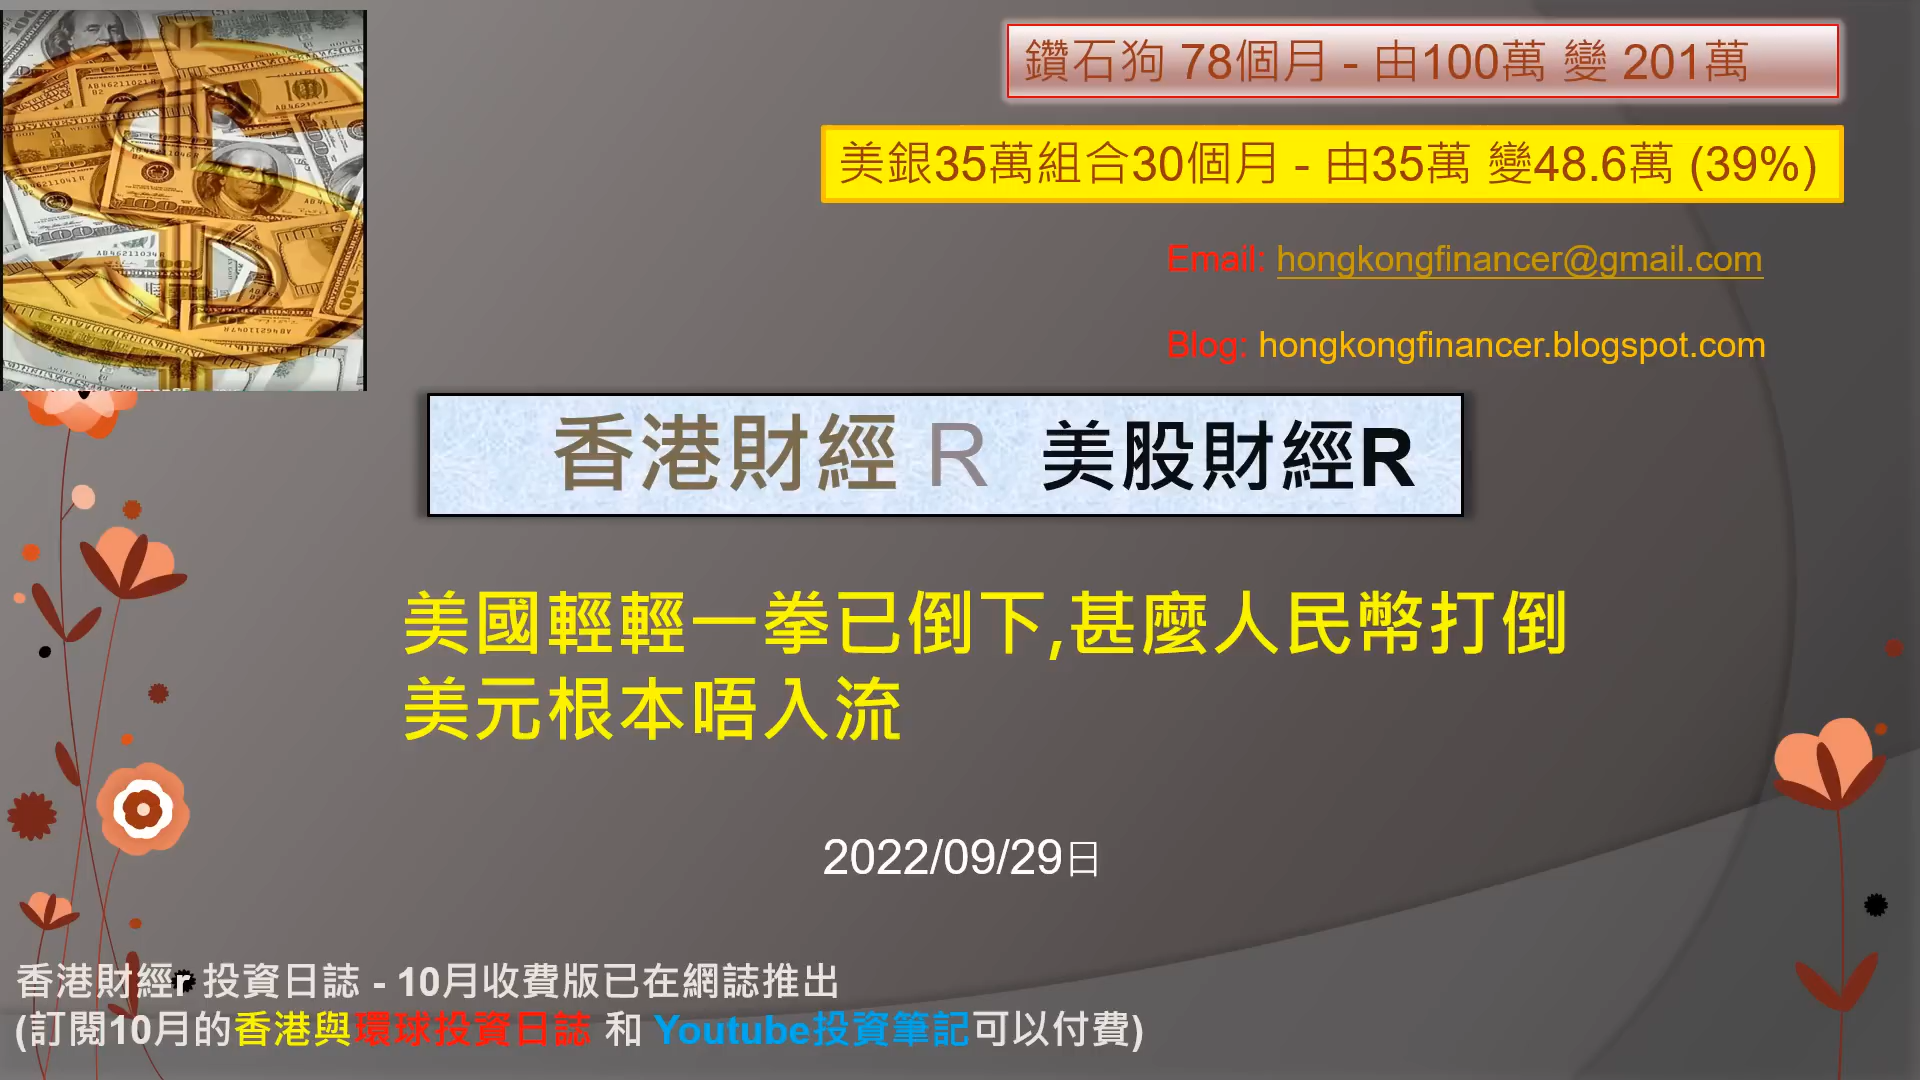 鑽石狗 78個月 - 由100萬 變 201萬
美銀35萬組合30個月 - 由35萬 變48.6萬 (39%)
Email: hongkongfinancer@gmail.com
Blog: hongkongfinancer.blogspot.com
香港財經 R 美股財經R
美國輕輕一拳已倒下,甚麼人民幣打倒
美元根本唔入流
2022/09/29日
香港財經r 投資日誌 - 10月收費版已在網誌推出
(訂閱10月的香港與環球投資日誌 和 Youtube投資筆記可以付費)